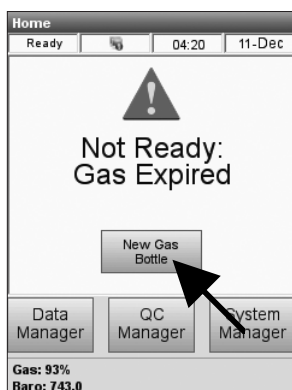 Home
Ready 04:20 11-Dec
Not Ready:
Gas Expired
New Gas
Bottle
Data QC System
Manager Manager Manager
Gas: 93%
Baro: 743.0